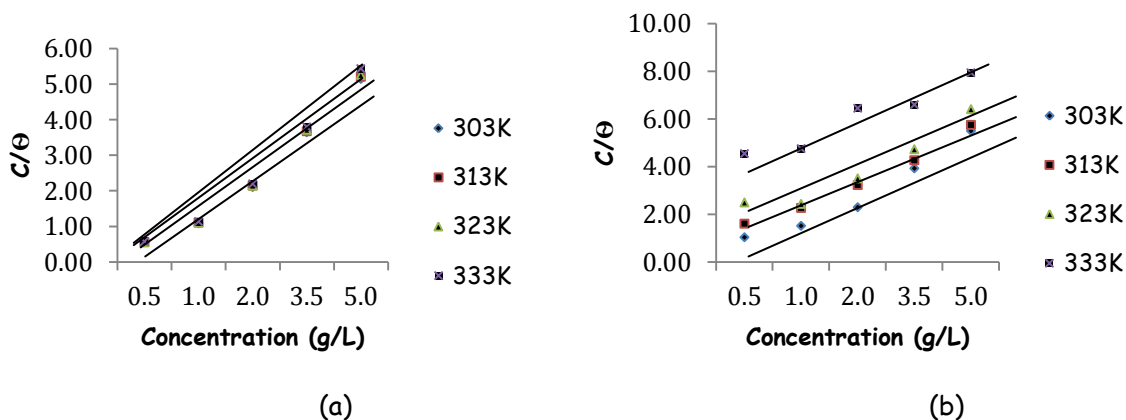 6.00
5.00
4.00
3.00
2.00
1.00
0.00
C/Θ
0.5 1.0 2.0 3.5 5.0
Concentration (g/L)
303K
313K
323K
333K
(a)
10.00
8.00
6.00
4.00
2.00
0.00
C/Θ
0.5 1.0 2.0 3.5 5.0
Concentration (g/L)
303K
313K
323K
333K
(b)